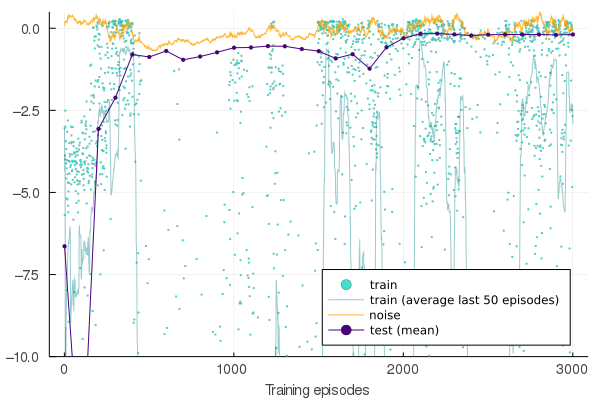 0.0
−2.5
−5.0
−7.5
−10.0
0
1000
2000
3000
Training episodes
train
train (average last 50 episodes)
noise
test (mean)